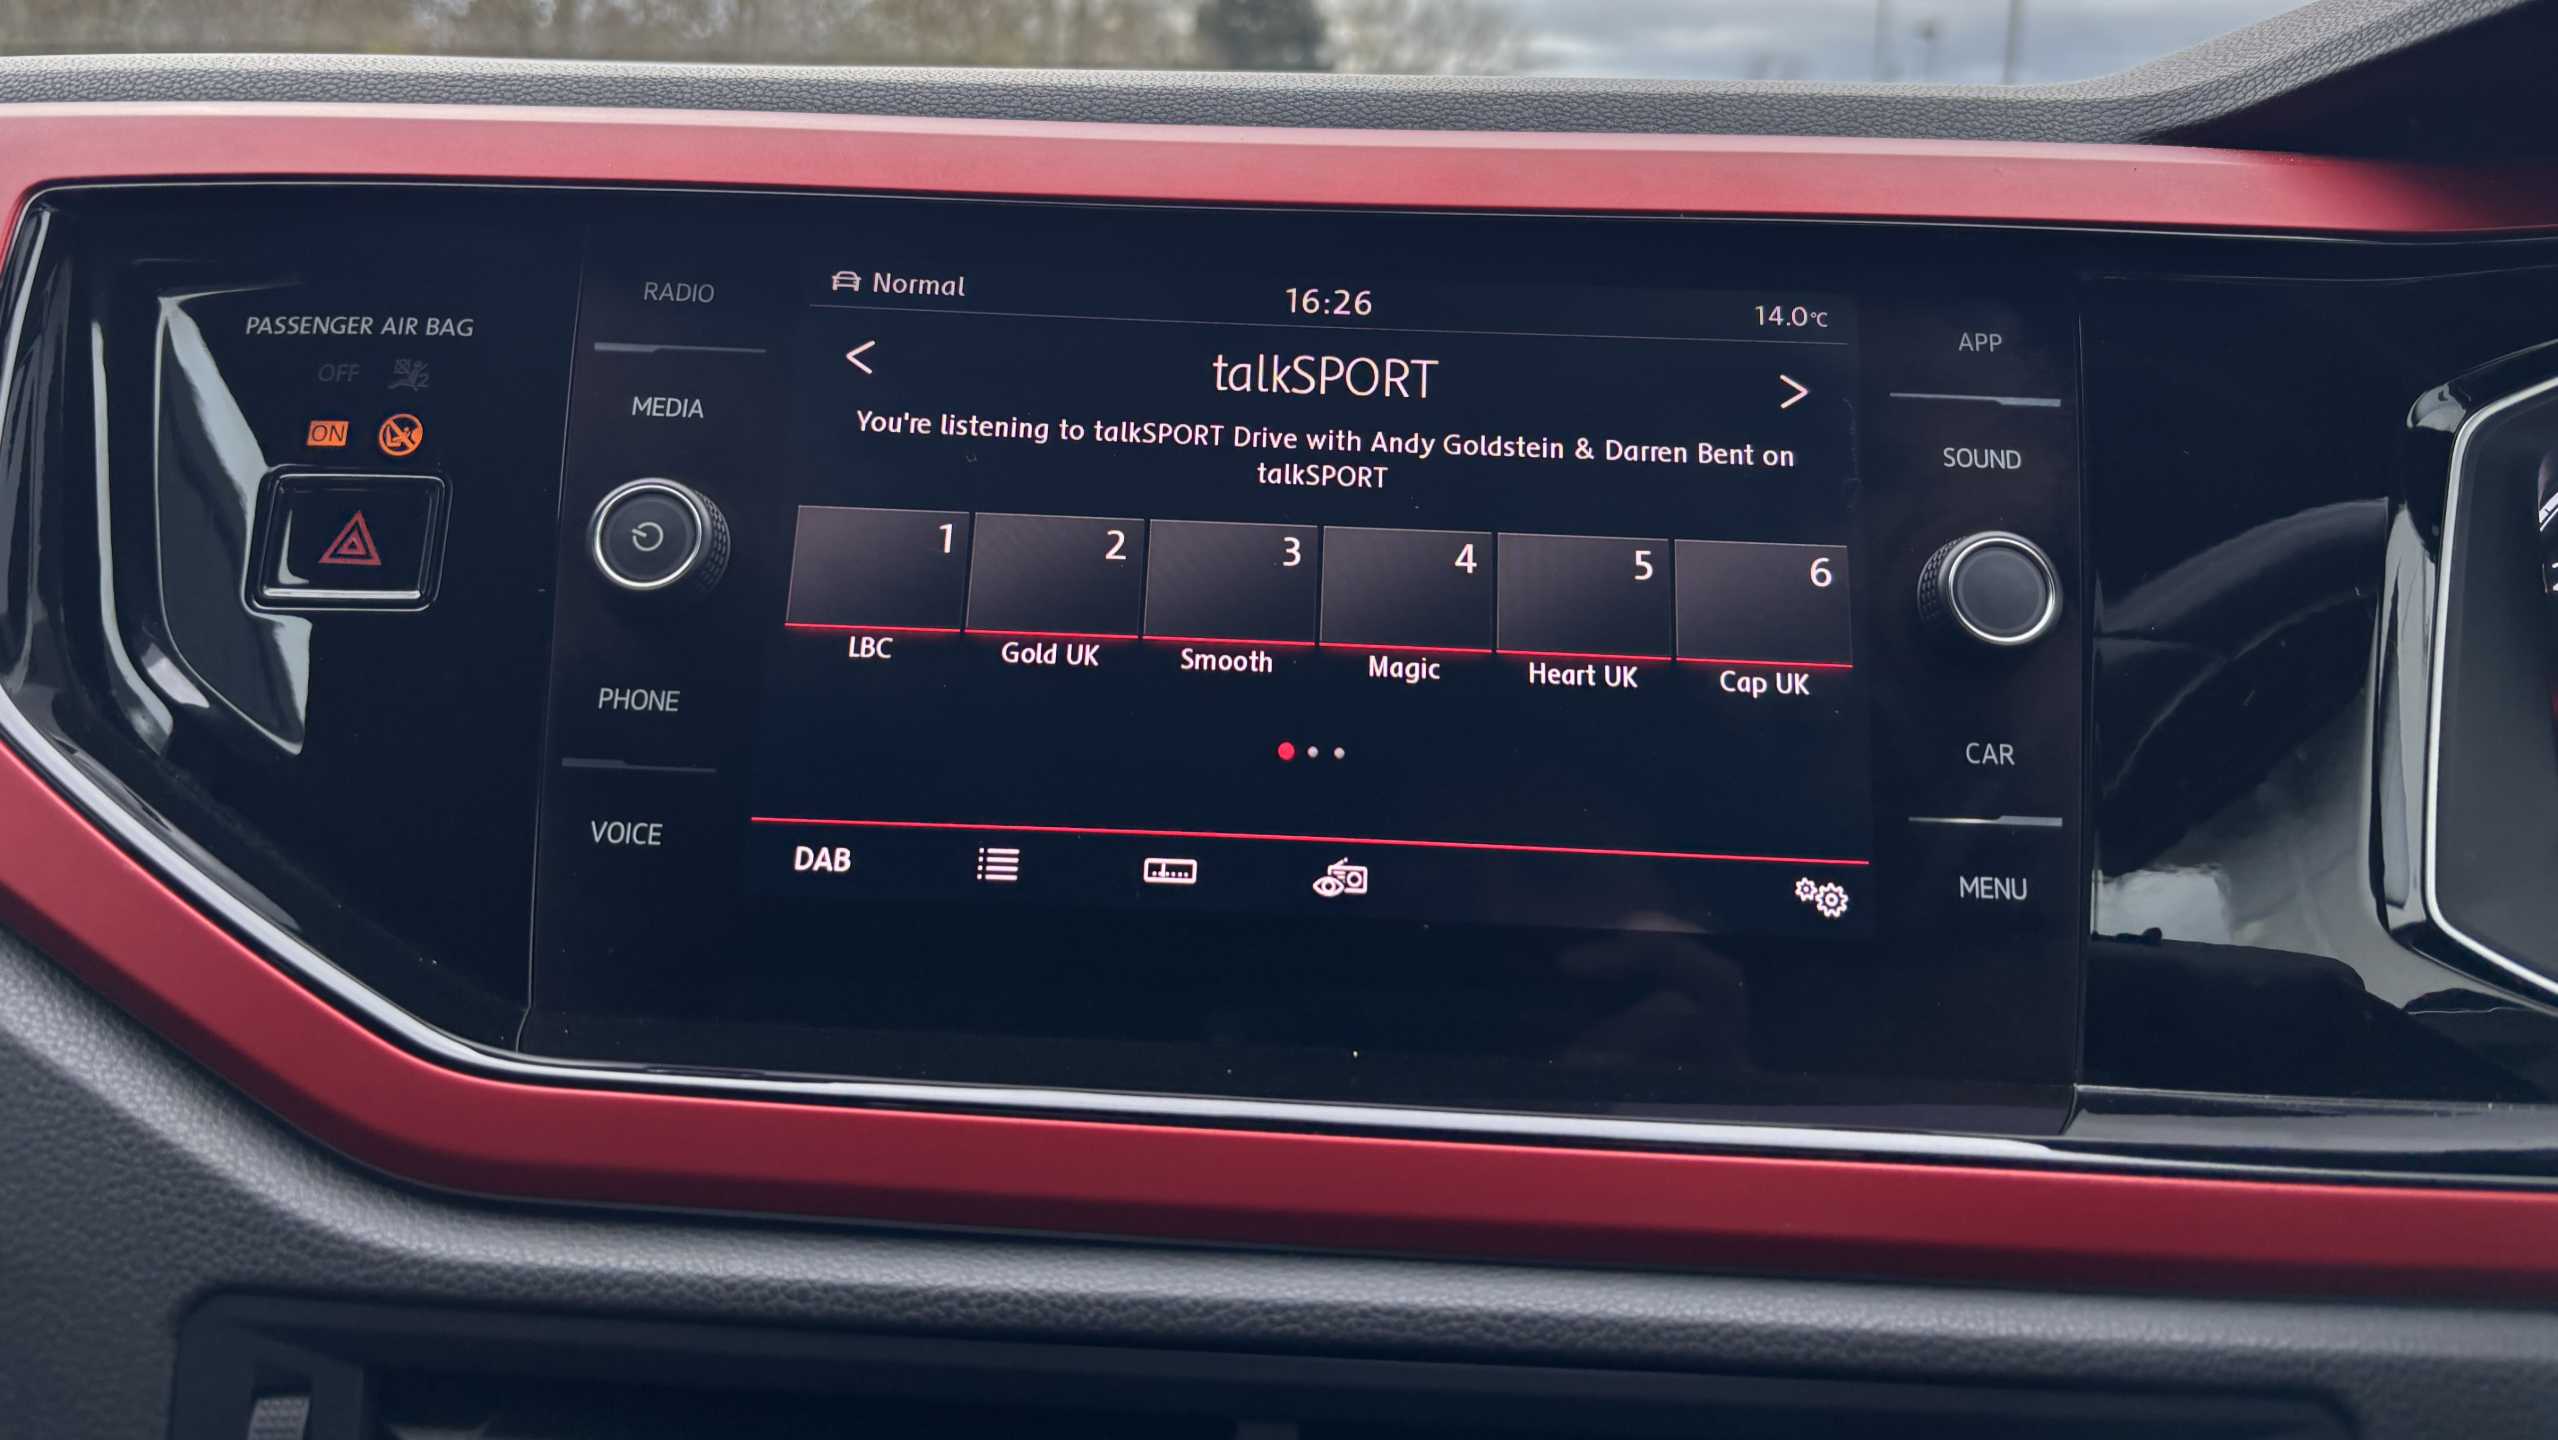 PASSENGER AIR BAG
OFF
ON
RADIO
MEDIA
PHONE
VOICE
Normal
16:26
14.0°C
<
talkSPORT
>
You're listening to talkSPORT Drive with Andy Goldstein & Darren Bent on
talkSPORT
1
2
3
4
5
6
LBC
Gold UK
Smooth
Magic
Heart UK
Cap UK
DAB
APP
SOUND
CAR
MENU